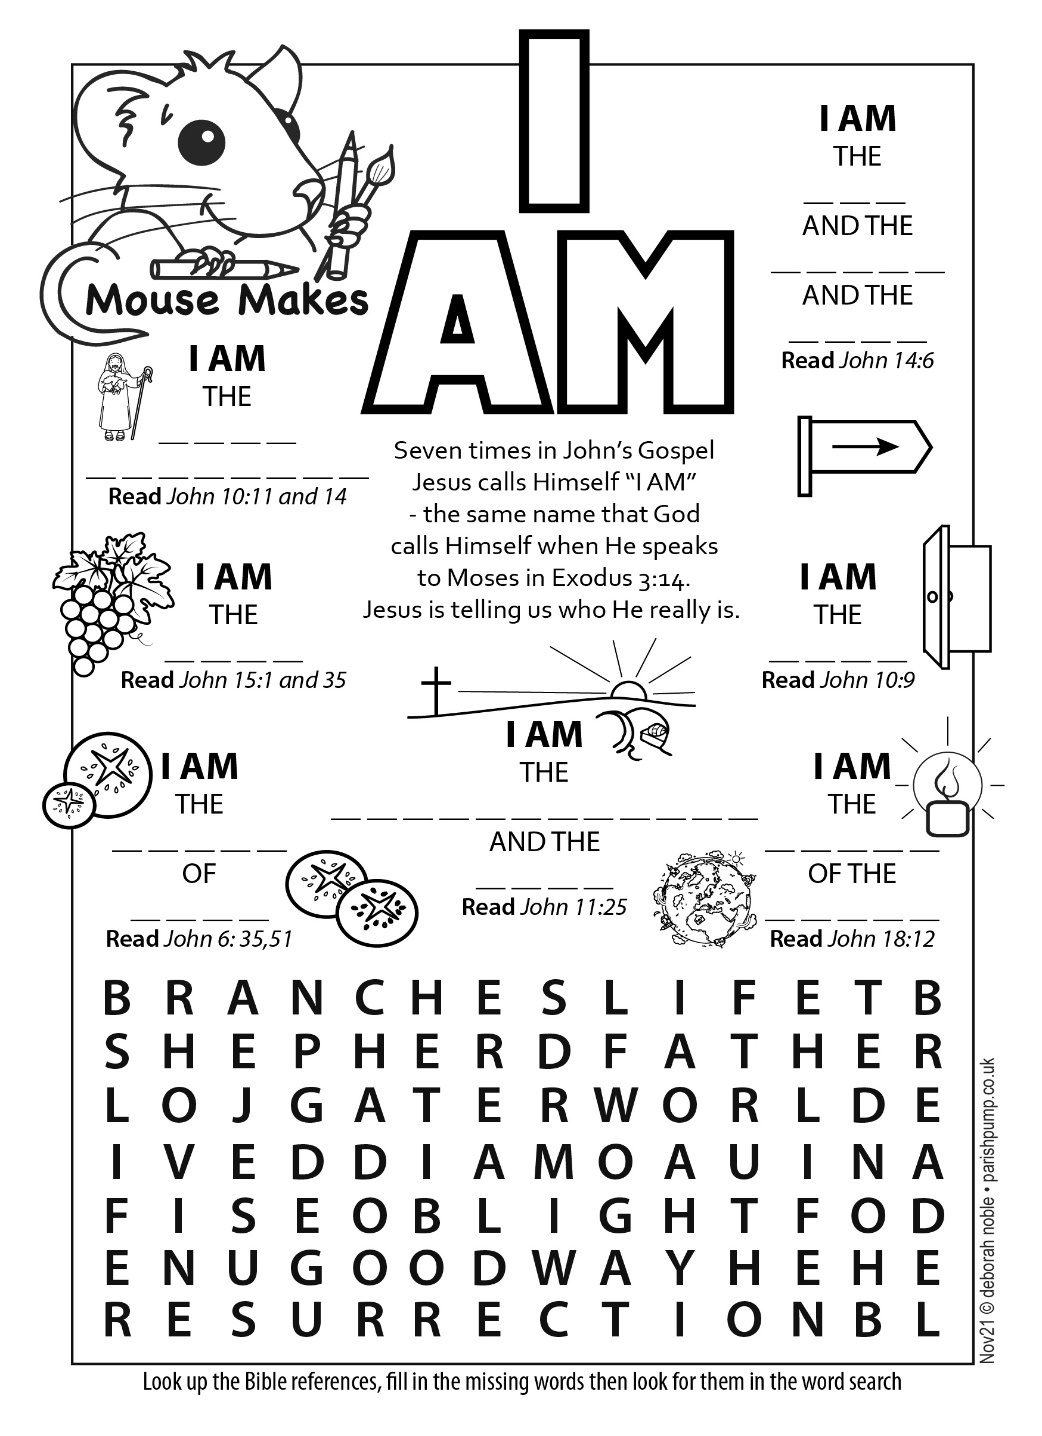 I
AM
Mouse Makes
I AM
THE
_ _ _
AND THE
_ _ _ _ _
AND THE
_ _ _ _
Read John 14:6
I AM
THE
_ _ _ _
_ _ _ _ _ _ _ _
Read John 10:11 and 14
Seven times in John's Gospel
Jesus calls Himself “I AM”
- the same name that God
calls Himself when He speaks
to Moses in Exodus 3:14.
Jesus is telling us who He really is.
I AM
THE
_ _ _ _
Read John 15:1 and 35
I AM
THE
_ _ _ _
Read John 10:9
I AM
THE
_ _ _ _ _
OF
_ _ _ _
Read John 6: 35,51
I AM
THE
_ _ _ _ _ _ _ _ _ _ _ _
AND THE
_ _ _ _
Read John 11:25
I AM
THE
_ _ _ _ _
OF THE
_ _ _ _ _
Read John 18:12
B R A N C H E S L I F E T B
S H E P H E R D F A T H E R
L O J G A T E R W O R L D E
I V E D D I A M O A U I N A
F I S E O B L I G H T F O D
E N U G O O D W A Y H E H E
R E S U R R E C T I O N B L
Nov21 © deborah noble • parishpump.co.uk
Look up the Bible references, fill in the missing words then look for them in the word search